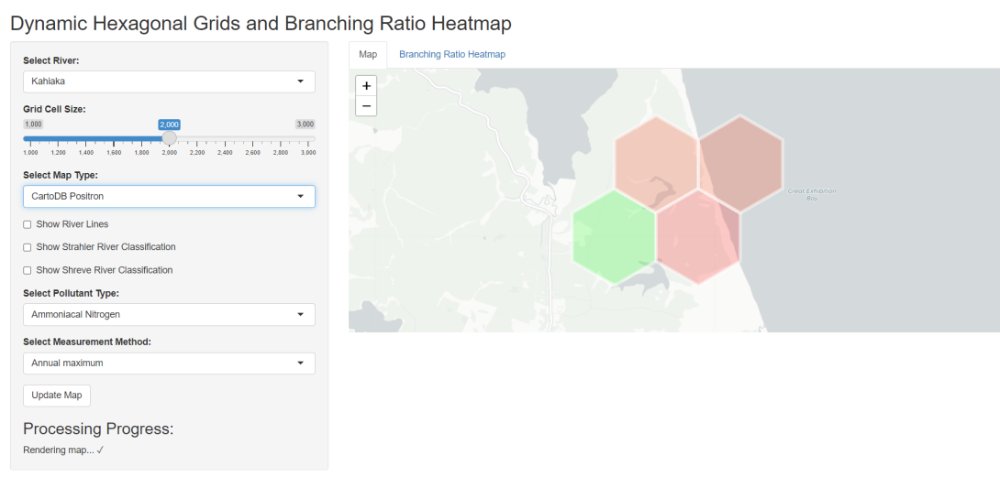 Dynamic Hexagonal Grids and Branching Ratio Heatmap
Select River:
Kahiaka
Grid Cell Size:
1,000 2,000 3,000
1,000 1,200 1,400 1,600 1,800 2,000 2,200 2,400 2,600 2,800 3,000
Select Map Type:
CartoDB Positron
Show River Lines
Show Strahler River Classification
Show Shreve River Classification
Select Pollutant Type:
Ammoniacal Nitrogen
Select Measurement Method:
Annual maximum
Update Map
Processing Progress:
Rendering map... ✓
Map Branching Ratio Heatmap
+
−
Great Exhibition
Bay